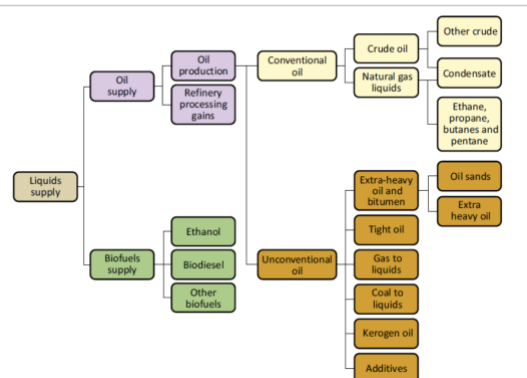 Liquids
supply
Oil
supply
Biofuels
supply
Oil
production
Refinery
processing
gains
Ethanol
Biodiesel
Other
biofuels
Conventional
oil
Unconventional
oil
Crude oil
Natural gas
liquids
Other crude
Condensate
Ethane,
propane,
butanes and
pentane
Extra-heavy
oil and
bitumen
Tight oil
Gas to
liquids
Coal to
liquids
Kerogen oil
Additives
Oil sands
Extra
heavy oil